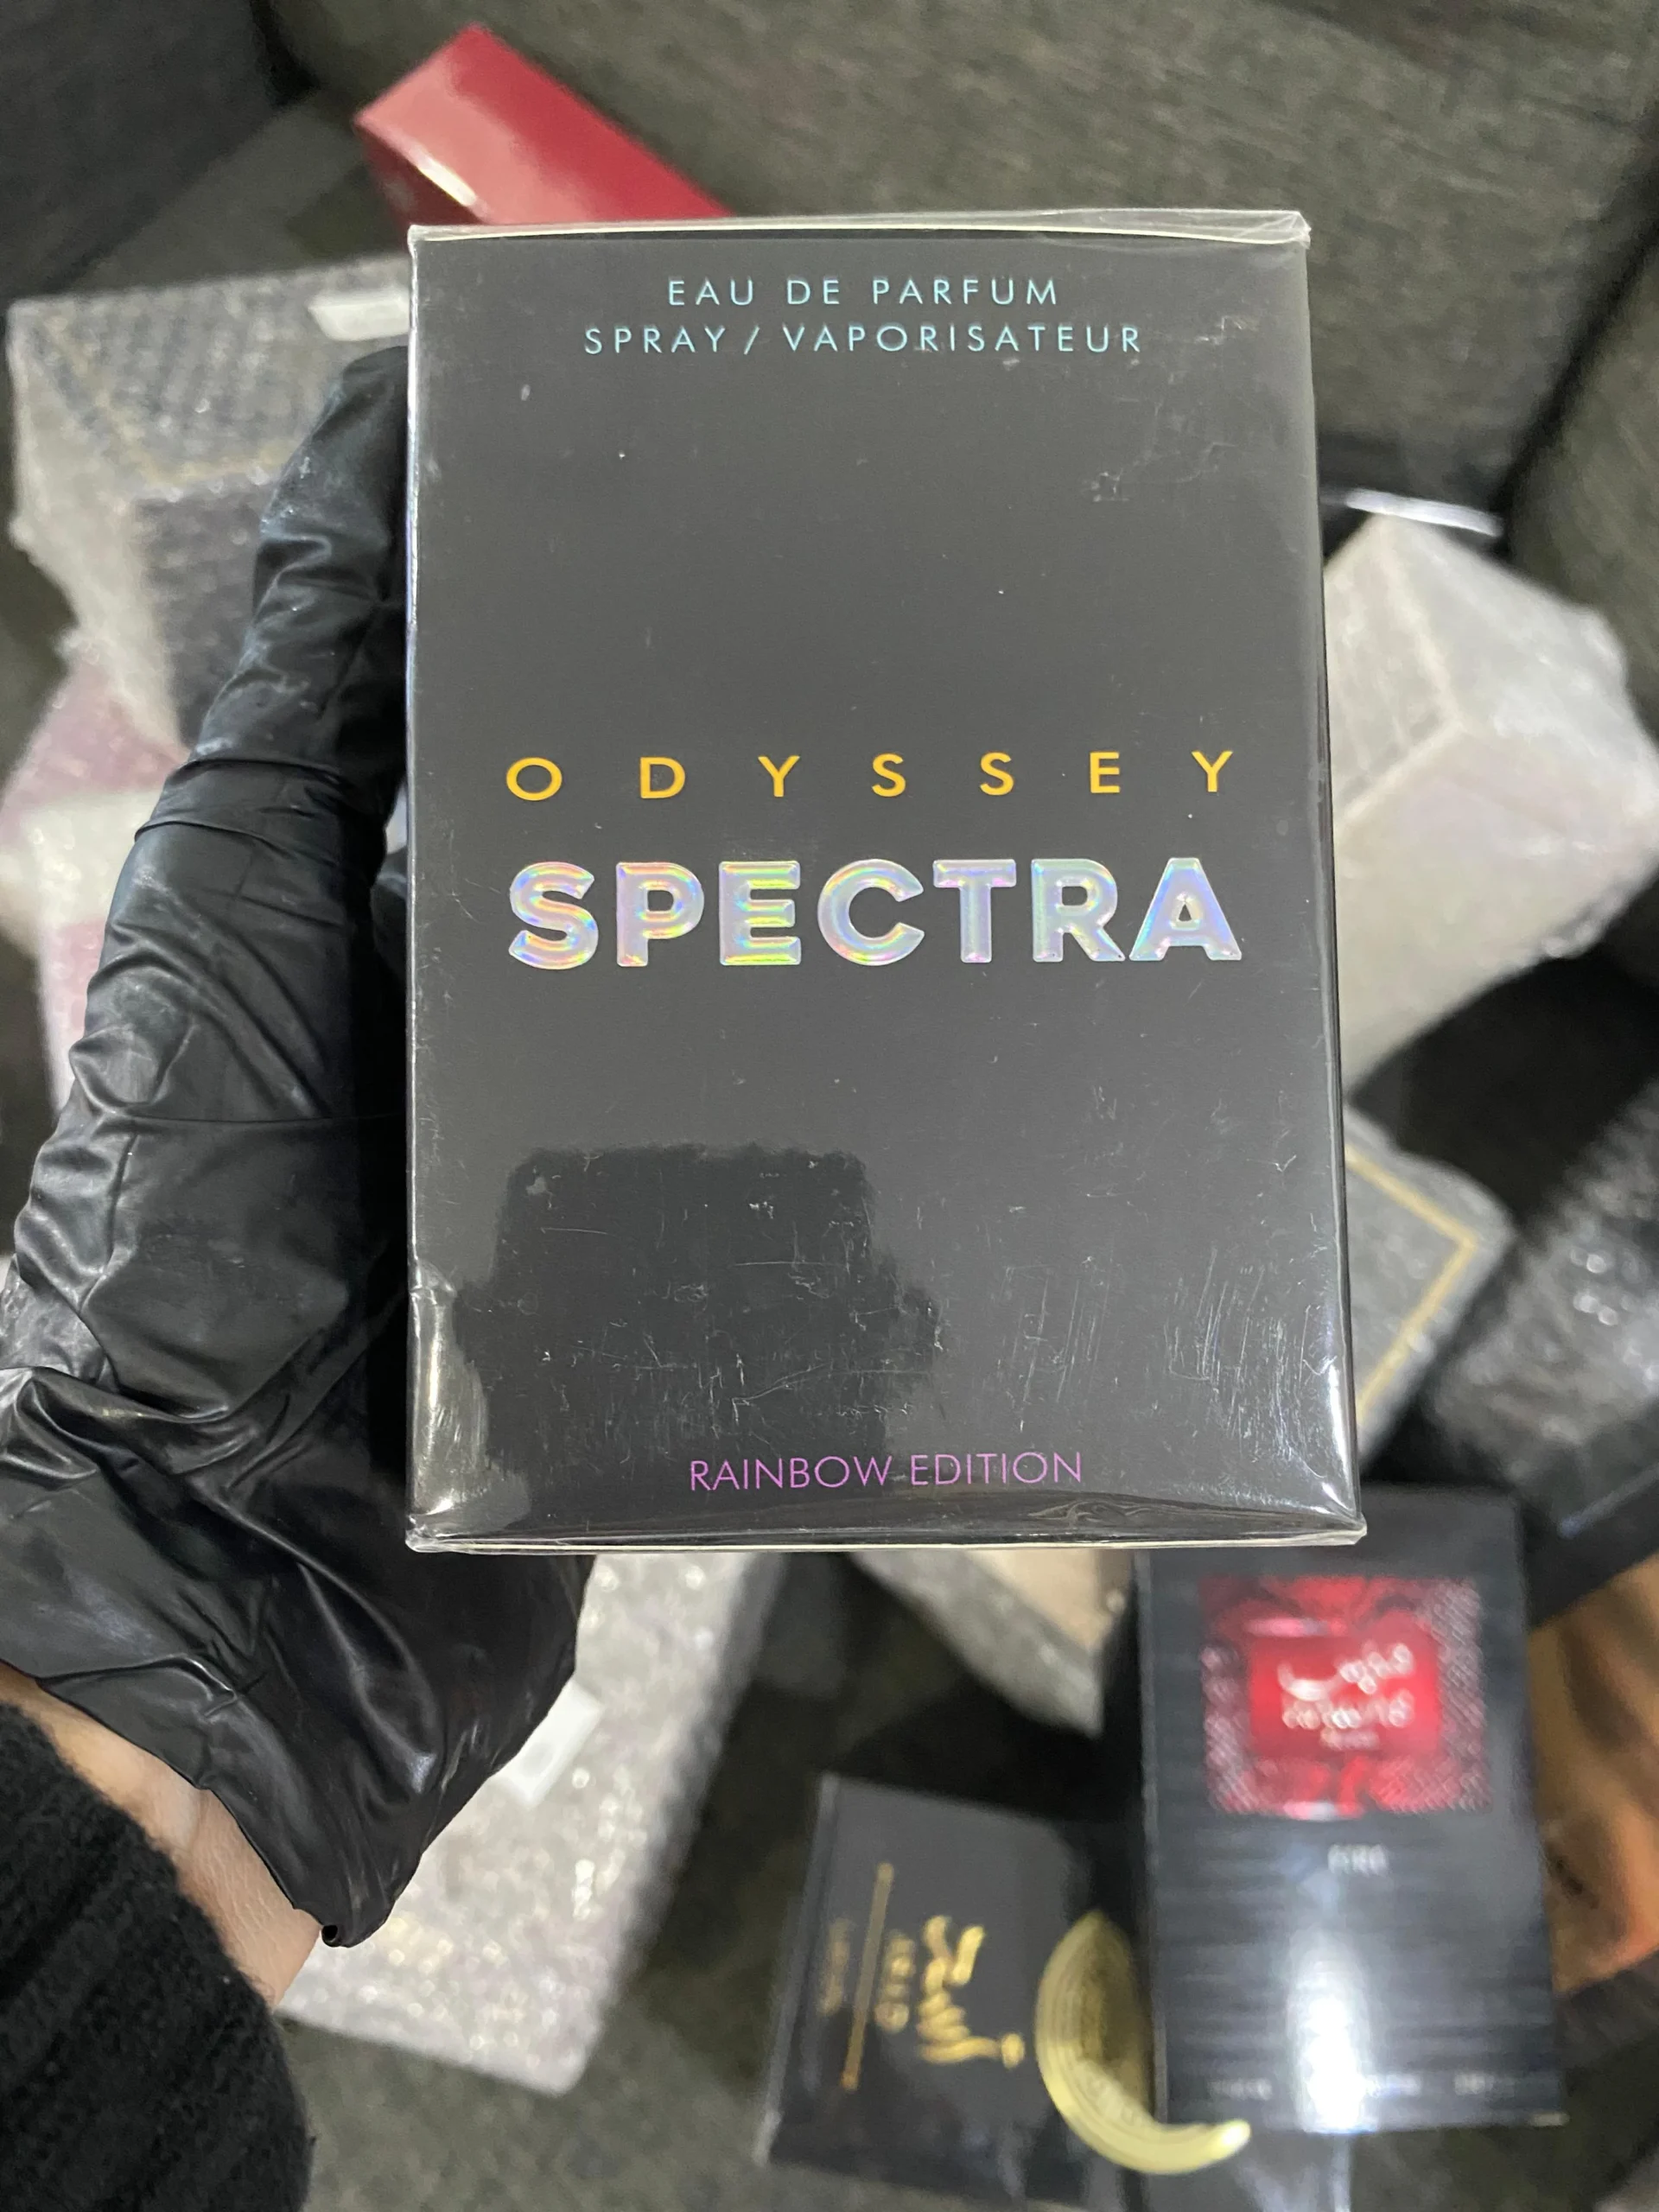 EAU DE PARFUM
SPRAY / VAPORISATEUR
ODYSSEY
SPECTRA
RAINBOW EDITION